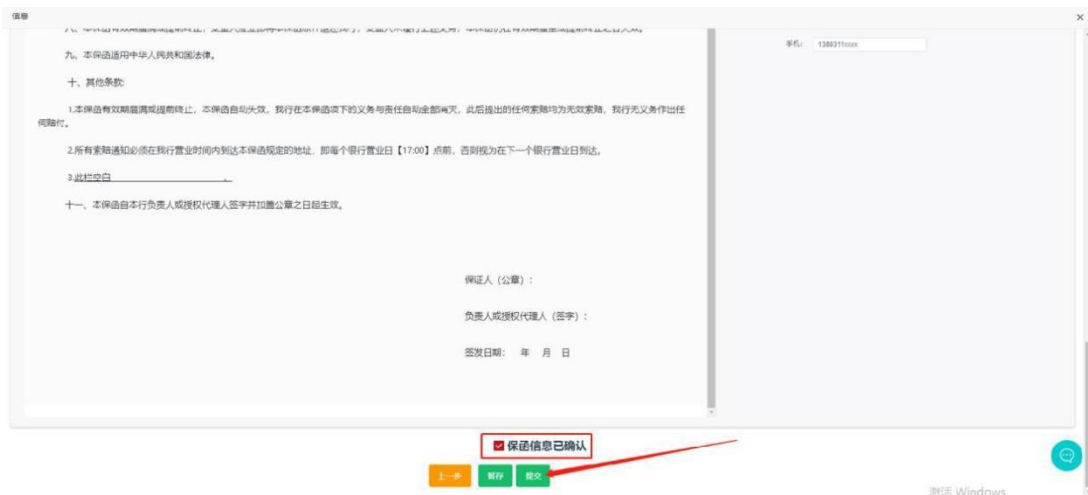 信息
×
九、本保函适用中华人民共和国法律。
手机： 1380311xxxx
十、其他条款:
1.本保函有效期届满或提前终止，本保函自动失效，我行在本保函项下的义务与责任自动全部消灭，此后提出的任何索赔均为无效索赔，我行无义务作出任
何赔付。
2.所有索赔通知必须在我行营业时间内到达本保函规定的地址，即每个银行营业日【17:00】点前，否则视为在下一个银行营业日到达。
3.此栏空白 。
十一、本保函自本行负责人或授权代理人签字并加盖公章之日起生效。
保证人（公章）:
负责人或授权代理人（签字）:
签发日期： 年 月 日
保函信息已确认
上一步 暂存 提交
激活 Windows